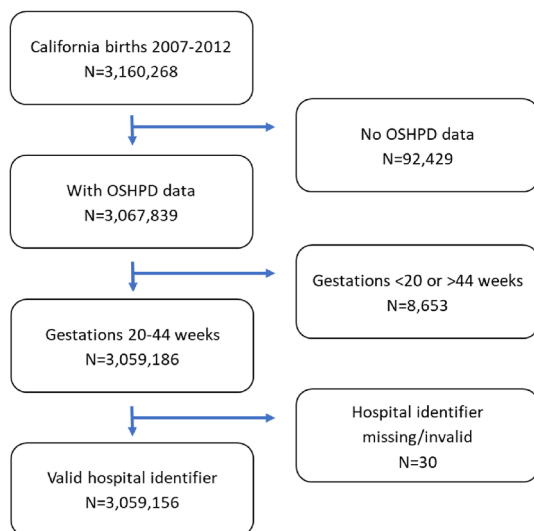 California births 2007-2012
N=3,160,268
No OSHPD data
N=92,429
With OSHPD data
N=3,067,839
Gestations <20 or >44 weeks
N=8,653
Gestations 20-44 weeks
N=3,059,186
Hospital identifier
missing/invalid
N=30
Valid hospital identifier
N=3,059,156